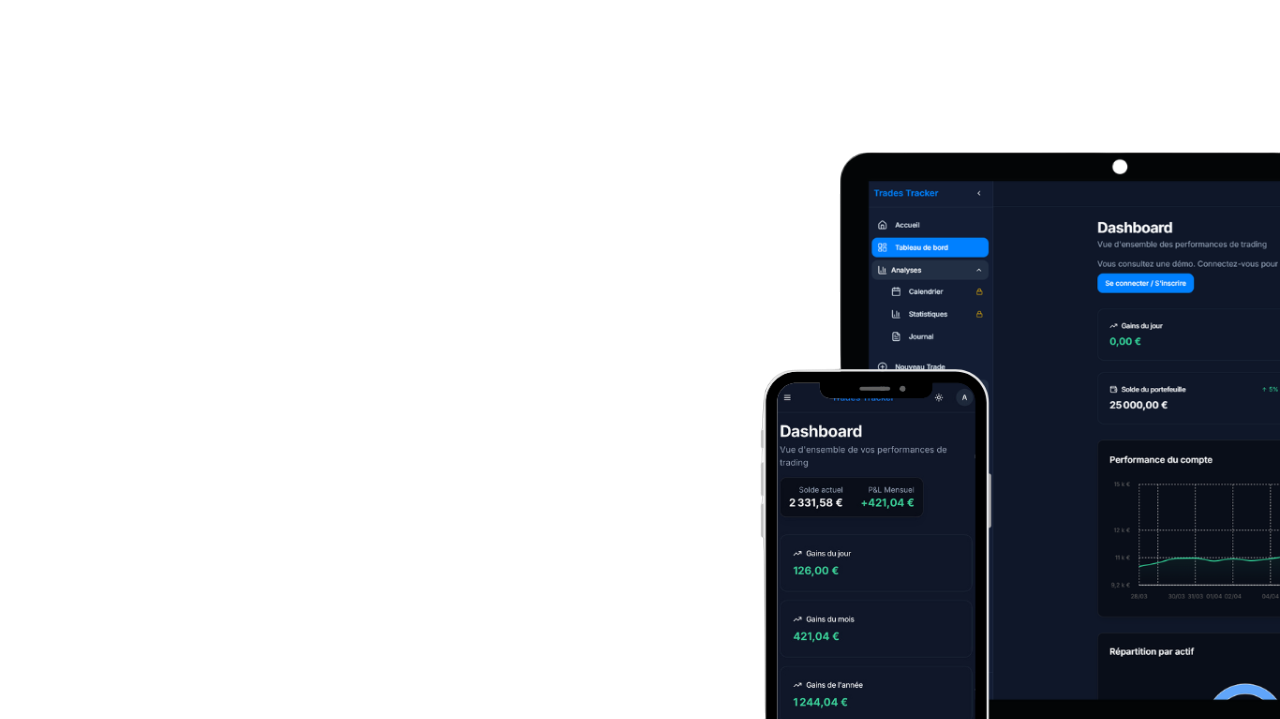 Trades Tracker
Accueil
Tableau de bord
Analyses
Calendrier
Statistiques
Journal
Nouveau Trade
Dashboard
Vue d'ensemble des performances de trading
Vous consultez une démo. Connectez-vous pour
Se connecter / S'inscrire
Gains du jour
0,00 €
Solde du portefeuille
↑ 5%
25 000,00 €
Performance du compte
15 k €
12 k €
11 k €
9,2 k €
28/03 30/03 31/03 01/04 02/04 04/04
Répartition par actif
Trades Tracker
A
Dashboard
Vue d'ensemble de vos performances de
trading
Solde actuel P&L Mensuel
2 331,58 € +421,04 €
Gains du jour
126,00 €
Gains du mois
421,04 €
Gains de l'année
1 244,04 €